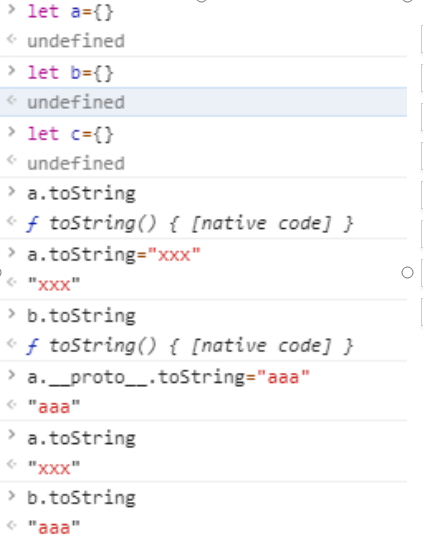 > let a={}
< undefined
> let b={}
< undefined
> let c={}
< undefined
> a.toString
< ƒ toString() { [native code] }
> a.toString="xxx"
< "xxx"
> b.toString
< ƒ toString() { [native code] }
> a.__proto__.toString="aaa"
< "aaa"
> a.toString
< "xxx"
> b.toString
< "aaa"